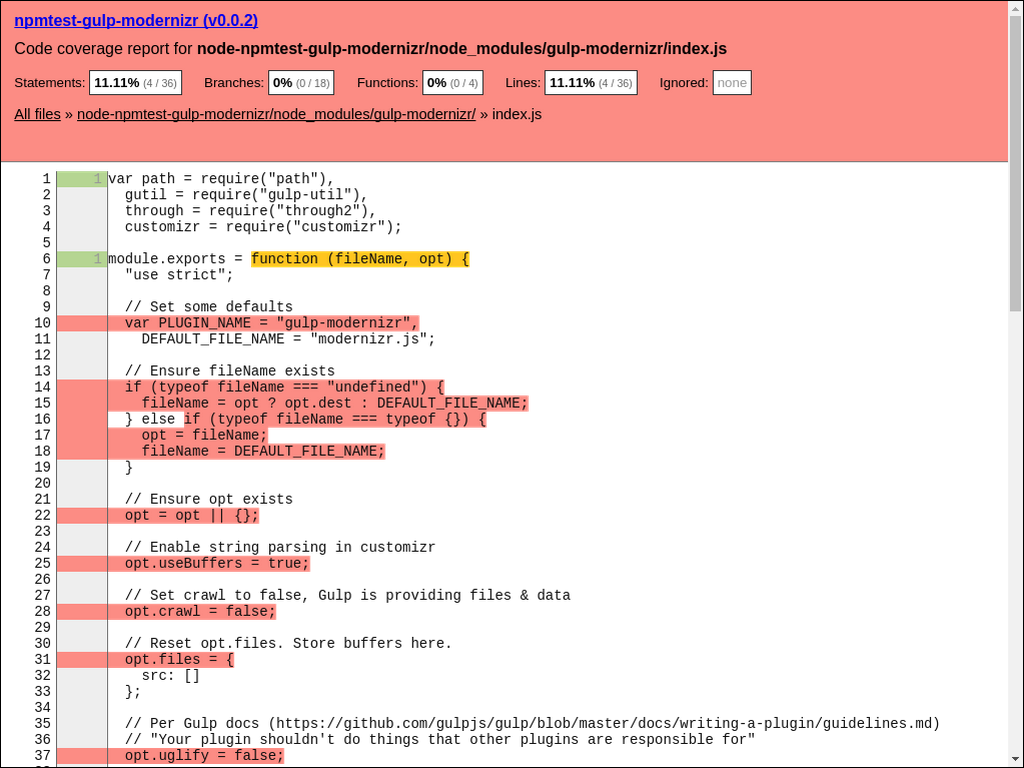 npmtest-gulp-modernizr (v0.0.2)
Code coverage report for node-npmtest-gulp-modernizr/node_modules/gulp-modernizr/index.js
Statements: 11.11% (4 / 36) Branches: 0% (0 / 18) Functions: 0% (0 / 4) Lines: 11.11% (4 / 36) Ignored: none
All files » node-npmtest-gulp-modernizr/node_modules/gulp-modernizr/ » index.js
1 1 var path = require("path"),
2 gutil = require("gulp-util"),
3 through = require("through2"),
4 customizr = require("customizr");
5
6 1 module.exports = function (fileName, opt) {
7 "use strict";
8
9 // Set some defaults
10 var PLUGIN_NAME = "gulp-modernizr",
11 DEFAULT_FILE_NAME = "modernizr.js";
12
13 // Ensure fileName exists
14 if (typeof fileName === "undefined") {
15 fileName = opt ? opt.dest : DEFAULT_FILE_NAME;
16 } else if (typeof fileName === typeof {}) {
17 opt = fileName;
18 fileName = DEFAULT_FILE_NAME;
19 }
20
21 // Ensure opt exists
22 opt = opt || {};
23
24 // Enable string parsing in customizr
25 opt.useBuffers = true;
26
27 // Set crawl to false, Gulp is providing files & data
28 opt.crawl = false;
29
30 // Reset opt.files. Store buffers here.
31 opt.files = {
32 src: []
33 };
34
35 // Per Gulp docs (https://github.com/gulpjs/gulp/blob/master/docs/writing-a-plugin/guidelines.md)
36 // "Your plugin shouldn't do things that other plugins are responsible for"
37 opt.uglify = false;